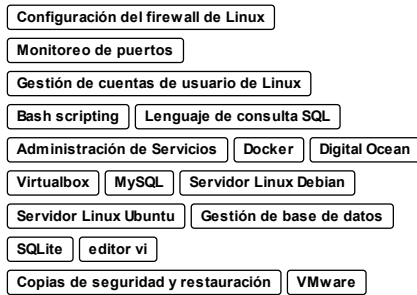 Configuración del firewall de Linux
Monitoreo de puertos
Gestión de cuentas de usuario de Linux
Bash scripting Lenguaje de consulta SQL
Administración de Servicios Docker Digital Ocean
Virtualbox MySQL Servidor Linux Debian
Servidor Linux Ubuntu Gestión de base de datos
SQLite editor vi
Copias de seguridad y restauración VMware